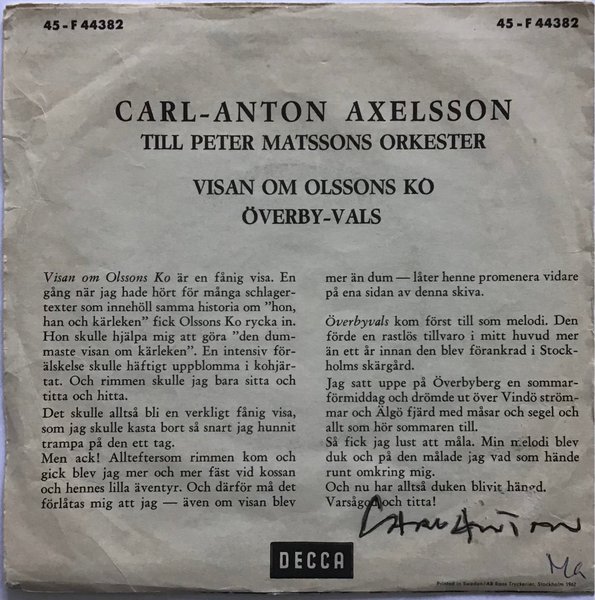 45-F 44382
45-F 44382
CARL-ANTON AXELSSON
TILL PETER MATSSONS ORKESTER
VISAN OM OLSSONS KO
ÖVERBY-VALS
Visan om Olssons Ko är en fånig visa. En
gång när jag hade hört för många schlager-
texter som innehöll samma historia om "hon,
han och kärleken" fick Olssons Ko rycka in.
Hon skulle hjälpa mig att göra "den dum-
maste visan om kärleken". En intensiv för-
älskelse skulle häftigt uppblomma i kohjär-
tat. Och rimmen skulle jag bara sitta och
titta och hitta.
Det skulle alltså bli en verkligt fånig visa,
som jag skulle kasta bort så snart jag hunnit
trampa på den ett tag.
Men ack! Allteftersom rimmen kom och
gick blev jag mer och mer fäst vid kossan
och hennes lilla äventyr. Och därför må det
förlåtas mig att jag — även om visan blev
mer än dum — låter henne promenera vidare
på ena sidan av denna skiva.
Överbyvals kom först till som melodi. Den
förde en rastlös tillvaro i mitt huvud mer
än ett år innan den blev förankrad i Stock-
holms skärgård.
Jag satt uppe på Överbyberg en sommar-
förmiddag och drömde ut över Vindö ström-
mar och Älgö fjärd med måsar och segel och
allt som hör sommaren till.
Så fick jag lust att måla. Min melodi blev
duk och på den målade jag vad som hände
runt omkring mig.
Och nu har alltså duken blivit hängd.
Varsågod och titta!
CARL ANTON
DECCA
Ma
Printed in Sweden/AB Ragn Tryckerier, Stockholm 1962